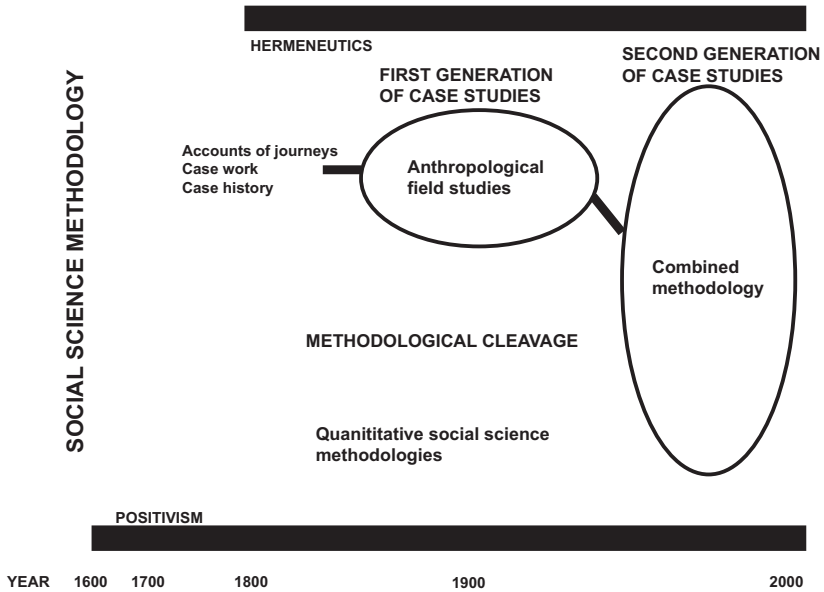 HERMENEUTICS
SECOND GENERATION
OF CASE STUDIES
FIRST GENERATION
OF CASE STUDIES
SOCIAL SCIENCE METHODOLOGY
Accounts of journeys
Case work
Case history
Anthropological
field studies
Combined
methodology
METHODOLOGICAL CLEAVAGE
Quanititative social science
methodologies
POSITIVISM
YEAR 1600 1700 1800 1900 2000